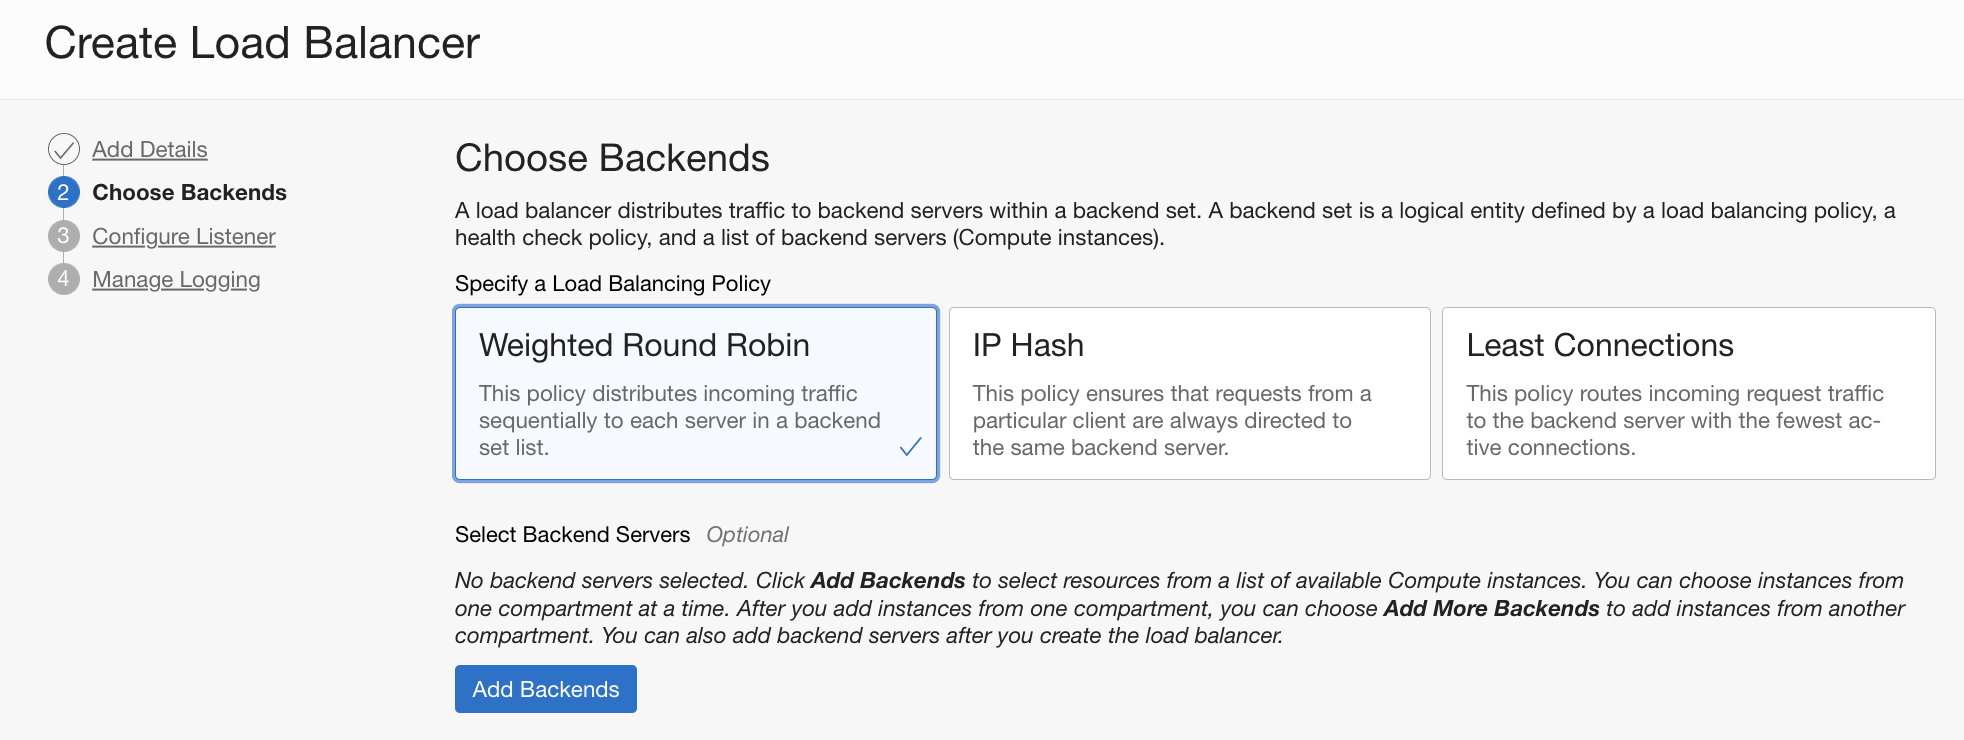 Create Load Balancer
Add Details
2 Choose Backends
3 Configure Listener
4 Manage Logging
Choose Backends
A load balancer distributes traffic to backend servers within a backend set. A backend set is a logical entity defined by a load balancing policy, a
health check policy, and a list of backend servers (Compute instances).
Specify a Load Balancing Policy
Weighted Round Robin
This policy distributes incoming traffic
sequentially to each server in a backend
set list.
IP Hash
This policy ensures that requests from a
particular client are always directed to
the same backend server.
Least Connections
This policy routes incoming request traffic
to the backend server with the fewest ac-
tive connections.
Select Backend Servers Optional
No backend servers selected. Click Add Backends to select resources from a list of available Compute instances. You can choose instances from
one compartment at a time. After you add instances from one compartment, you can choose Add More Backends to add instances from another
compartment. You can also add backend servers after you create the load balancer.
Add Backends